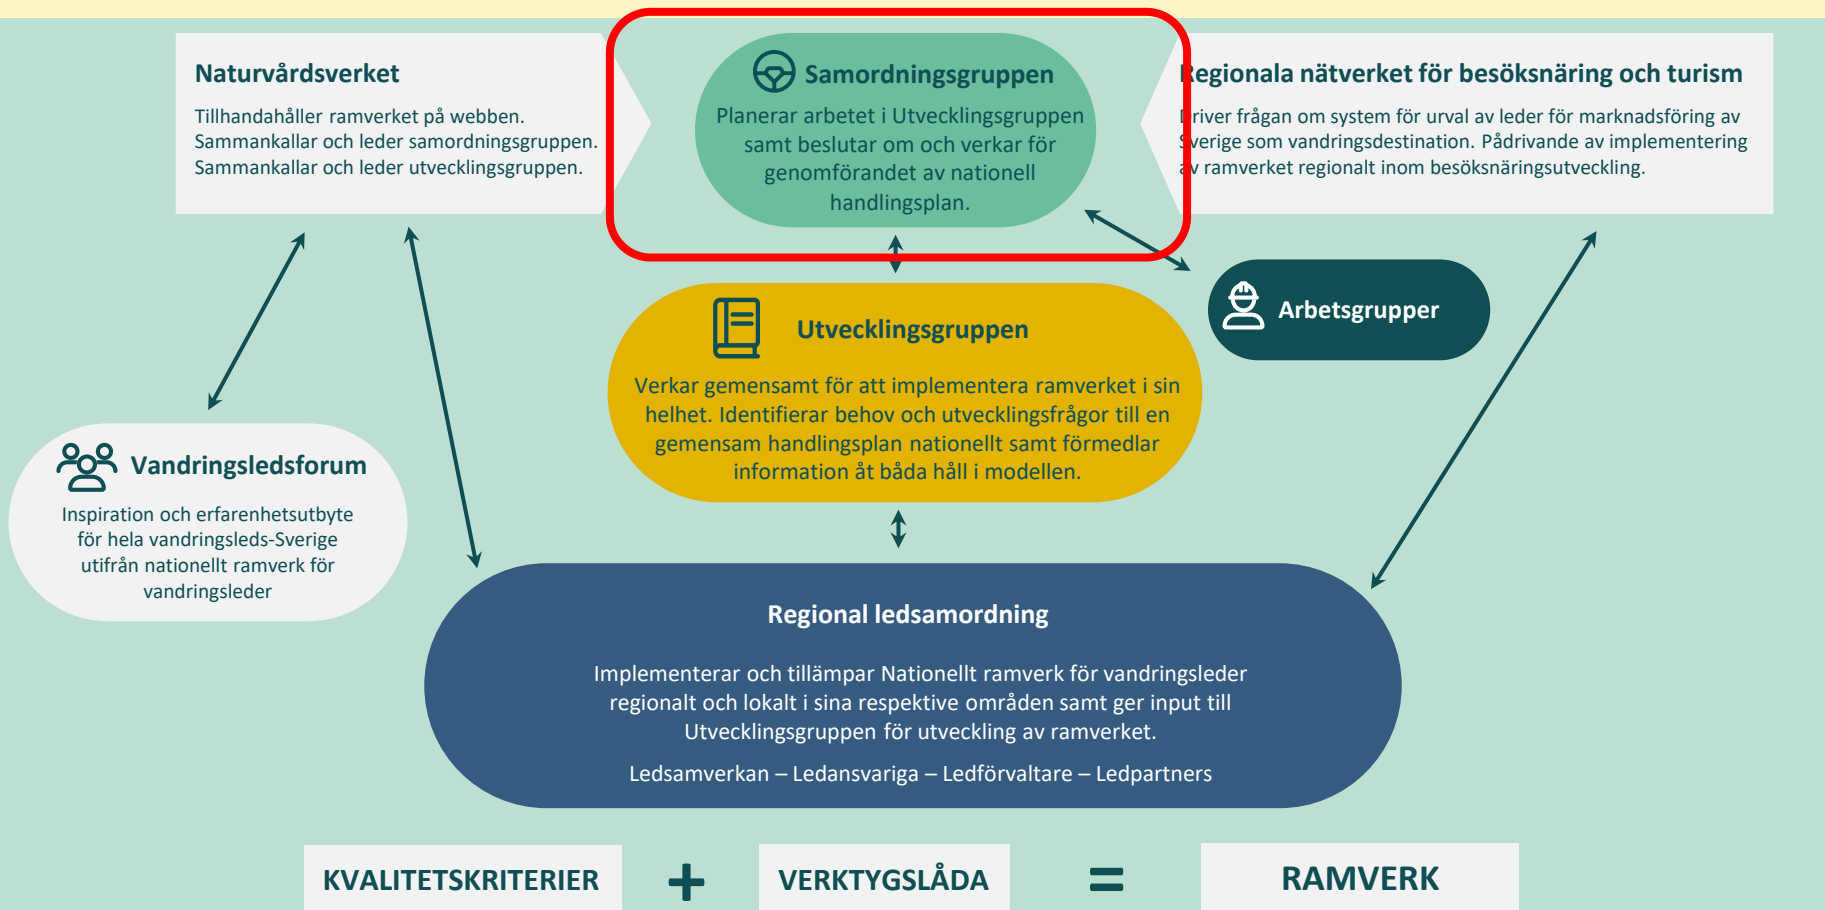 Naturvårdsverket
Tillhandahåller ramverket på webben.
Sammankallar och leder samordningsgruppen.
Sammankallar och leder utvecklingsgruppen.
Samordningsgruppen
Planerar arbetet i Utvecklingsgruppen
samt beslutar om och verkar för
genomförandet av nationell
handlingsplan.
Regionala nätverket för besöksnäring och turism
Driver frågan om system för urval av leder för marknadsföring av
Sverige som vandringsdestination. Pådrivande av implementering
av ramverket regionalt inom besöksnäringsutveckling.
Arbetsgrupper
Utvecklingsgruppen
Verkar gemensamt för att implementera ramverket i sin
helhet. Identifierar behov och utvecklingsfrågor till en
gemensam handlingsplan nationellt samt förmedlar
information åt båda håll i modellen.
Vandringsledsforum
Inspiration och erfarenhetsutbyte
för hela vandringsleds-Sverige
utifrån nationellt ramverk för
vandringsleder
Regional ledsamordning
Implementerar och tillämpar Nationellt ramverk för vandringsleder
regionalt och lokalt i sina respektive områden samt ger input till
Utvecklingsgruppen för utveckling av ramverket.
Ledsamverkan – Ledansvariga – Ledförvaltare – Ledpartners
KVALITETSKRITERIER + VERKTYGSLÅDA = RAMVERK